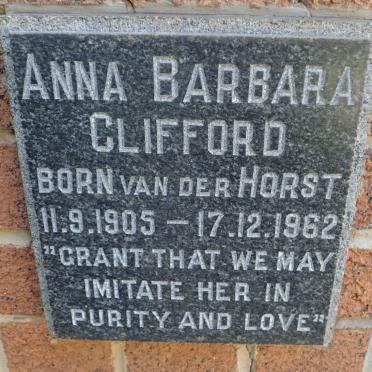 ANNA BARBARA
CLIFFORD
BORN VAN DER HORST
11.9.1905 — 17.12.1962
"GRANT THAT WE MAY
IMITATE HER IN
PURITY AND LOVE"